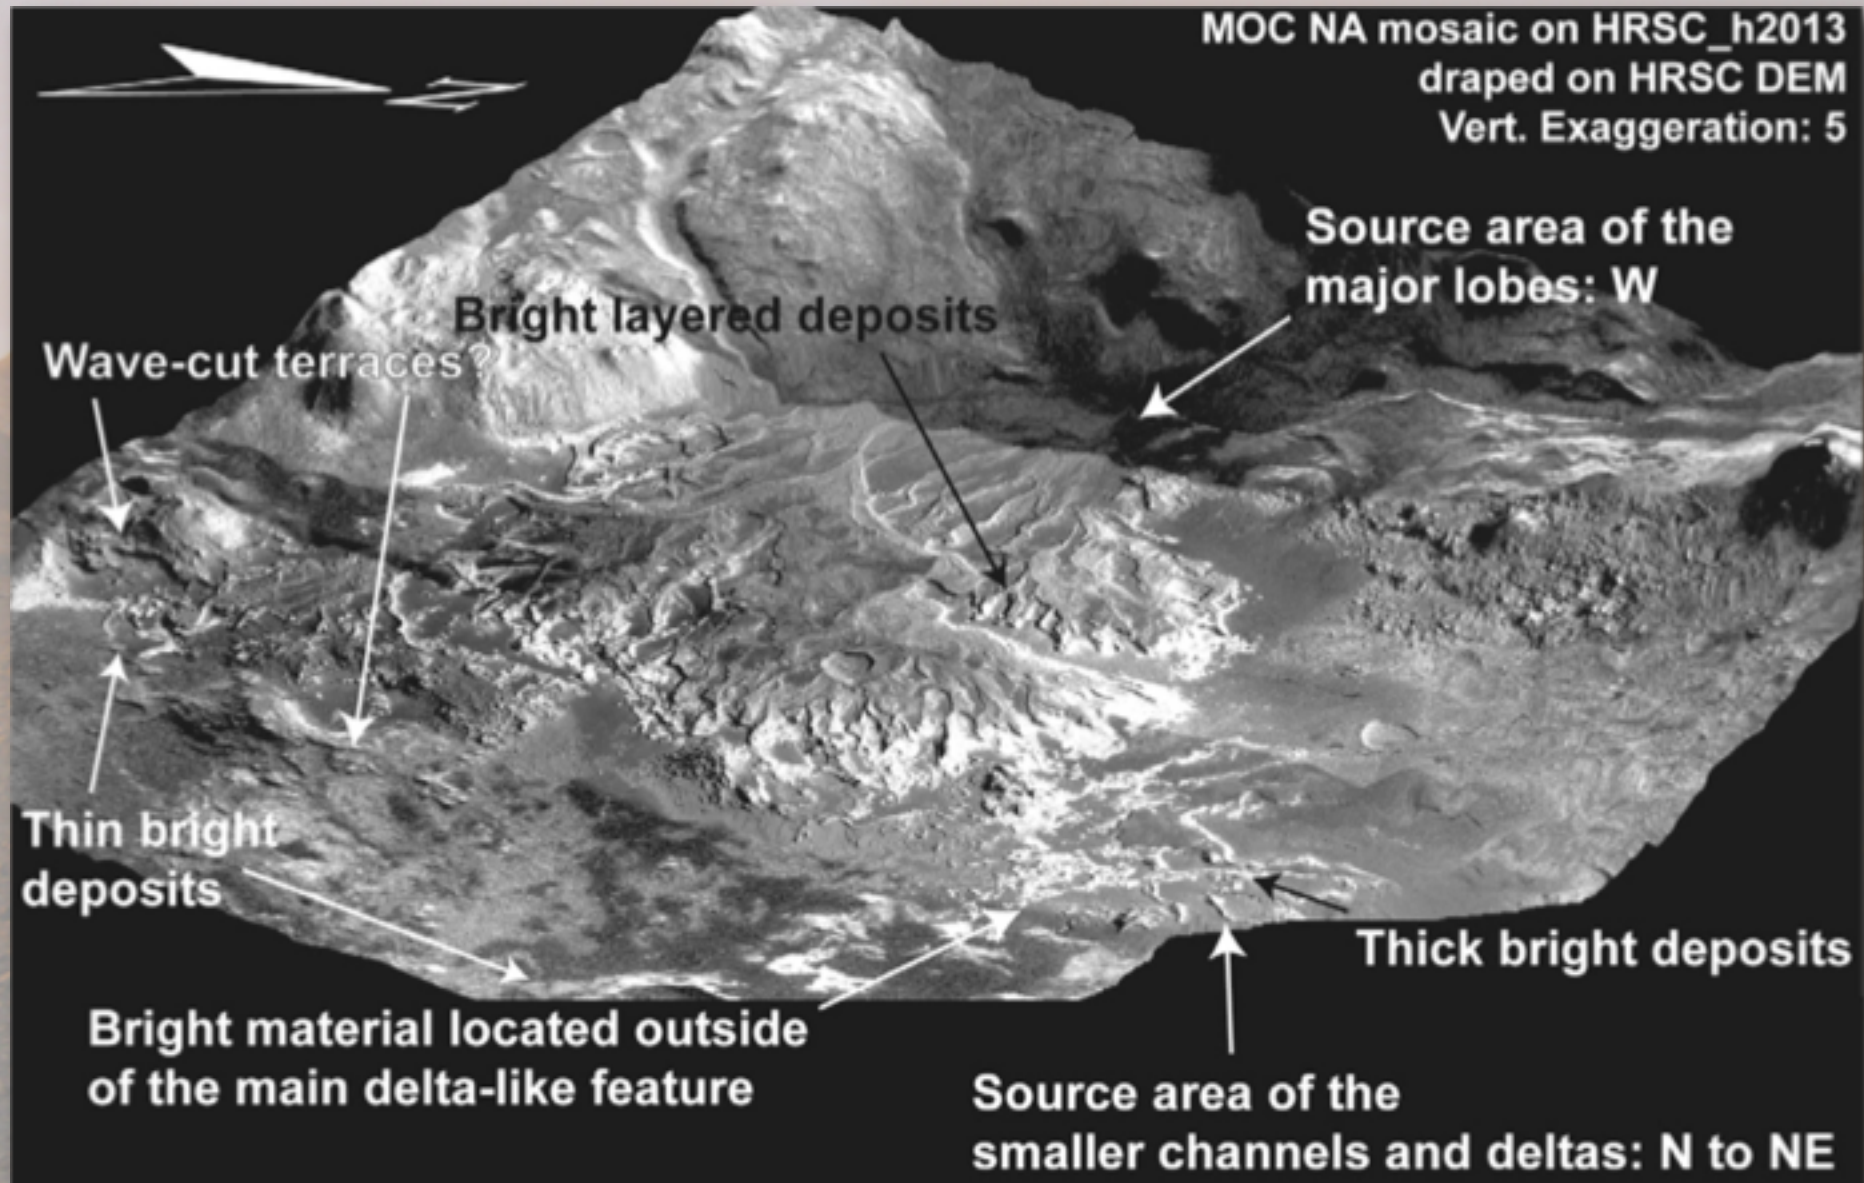 MOC NA mosaic on HRSC_h2013
draped on HRSC DEM
Vert. Exaggeration: 5
Source area of the
major lobes: W
Bright layered deposits
Wave-cut terraces?
Thin bright
deposits
Thick bright deposits
Bright material located outside
of the main delta-like feature
Source area of the
smaller channels and deltas: N to NE